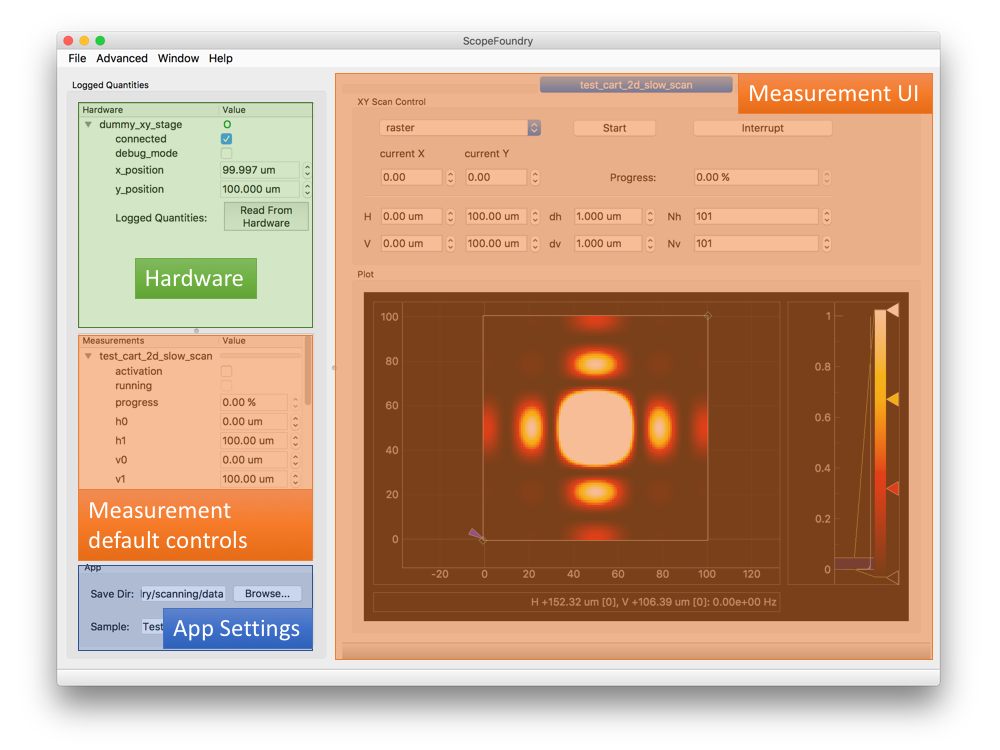 ScopeFoundry
File Advanced Window Help
Logged Quantities
Hardware Value
dummy_xy_stage O
connected
debug_mode
x_position 99.997 um
y_position 100.000 um
Logged Quantities: Read From Hardware
Hardware
Measurements Value
test_cart_2d_slow_scan
activation
running
progress 0.00 %
h0 0.00 um
h1 100.00 um
v0 0.00 um
v1 100.00 um
Measurement
default controls
App
Save Dir: ry/scanning/data Browse...
Sample: Test
App Settings
test_cart_2d_slow_scan
Measurement UI
XY Scan Control
raster Start Interrupt
current X current Y
0.00 0.00 Progress: 0.00 %
H 0.00 um 100.00 um dh 1.000 um Nh 101
V 0.00 um 100.00 um dv 1.000 um Nv 101
Plot
100
80
60
40
20
0
-20 0 20 40 60 80 100 120
1
0.8
0.6
0.4
0.2
0
H +152.32 um [0], V +106.39 um [0]: 0.00e+00 Hz